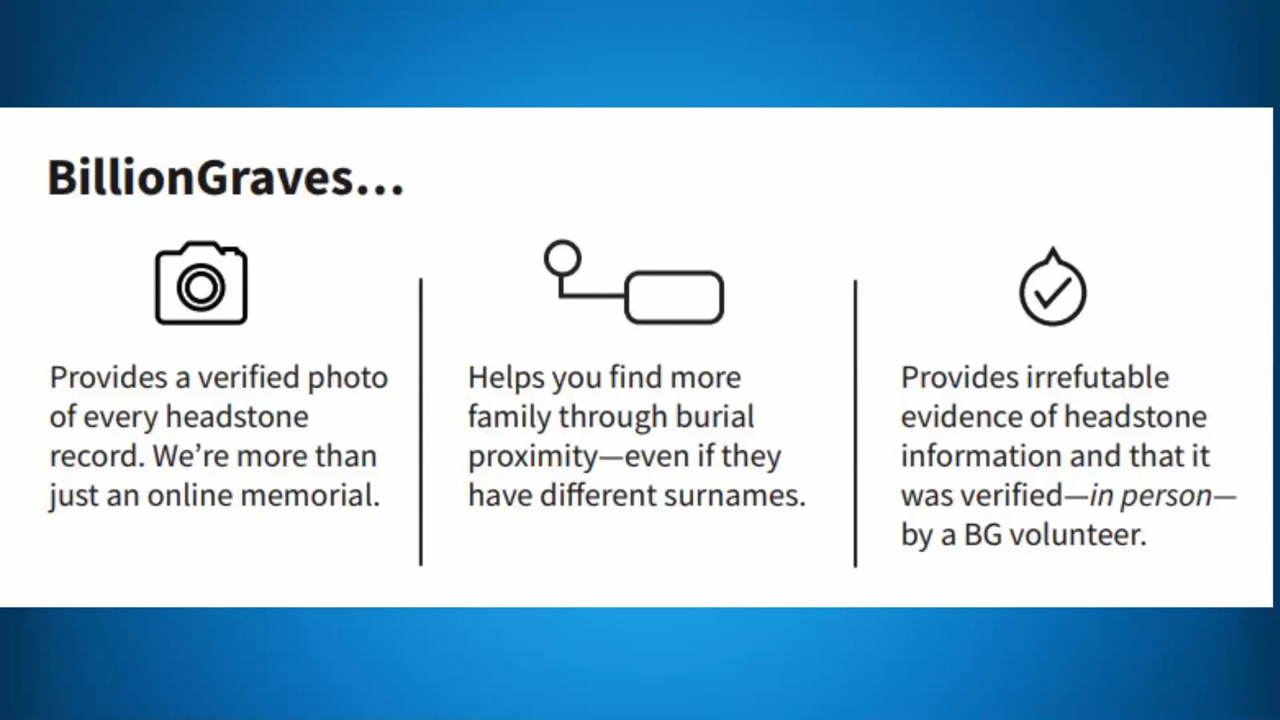 BillionGraves...
Provides a verified photo
of every headstone
record. We’re more than
just an online memorial.
Helps you find more
family through burial
proximity—even if they
have different surnames.
Provides irrefutable
evidence of headstone
information and that it
was verified—in person—
by a BG volunteer.